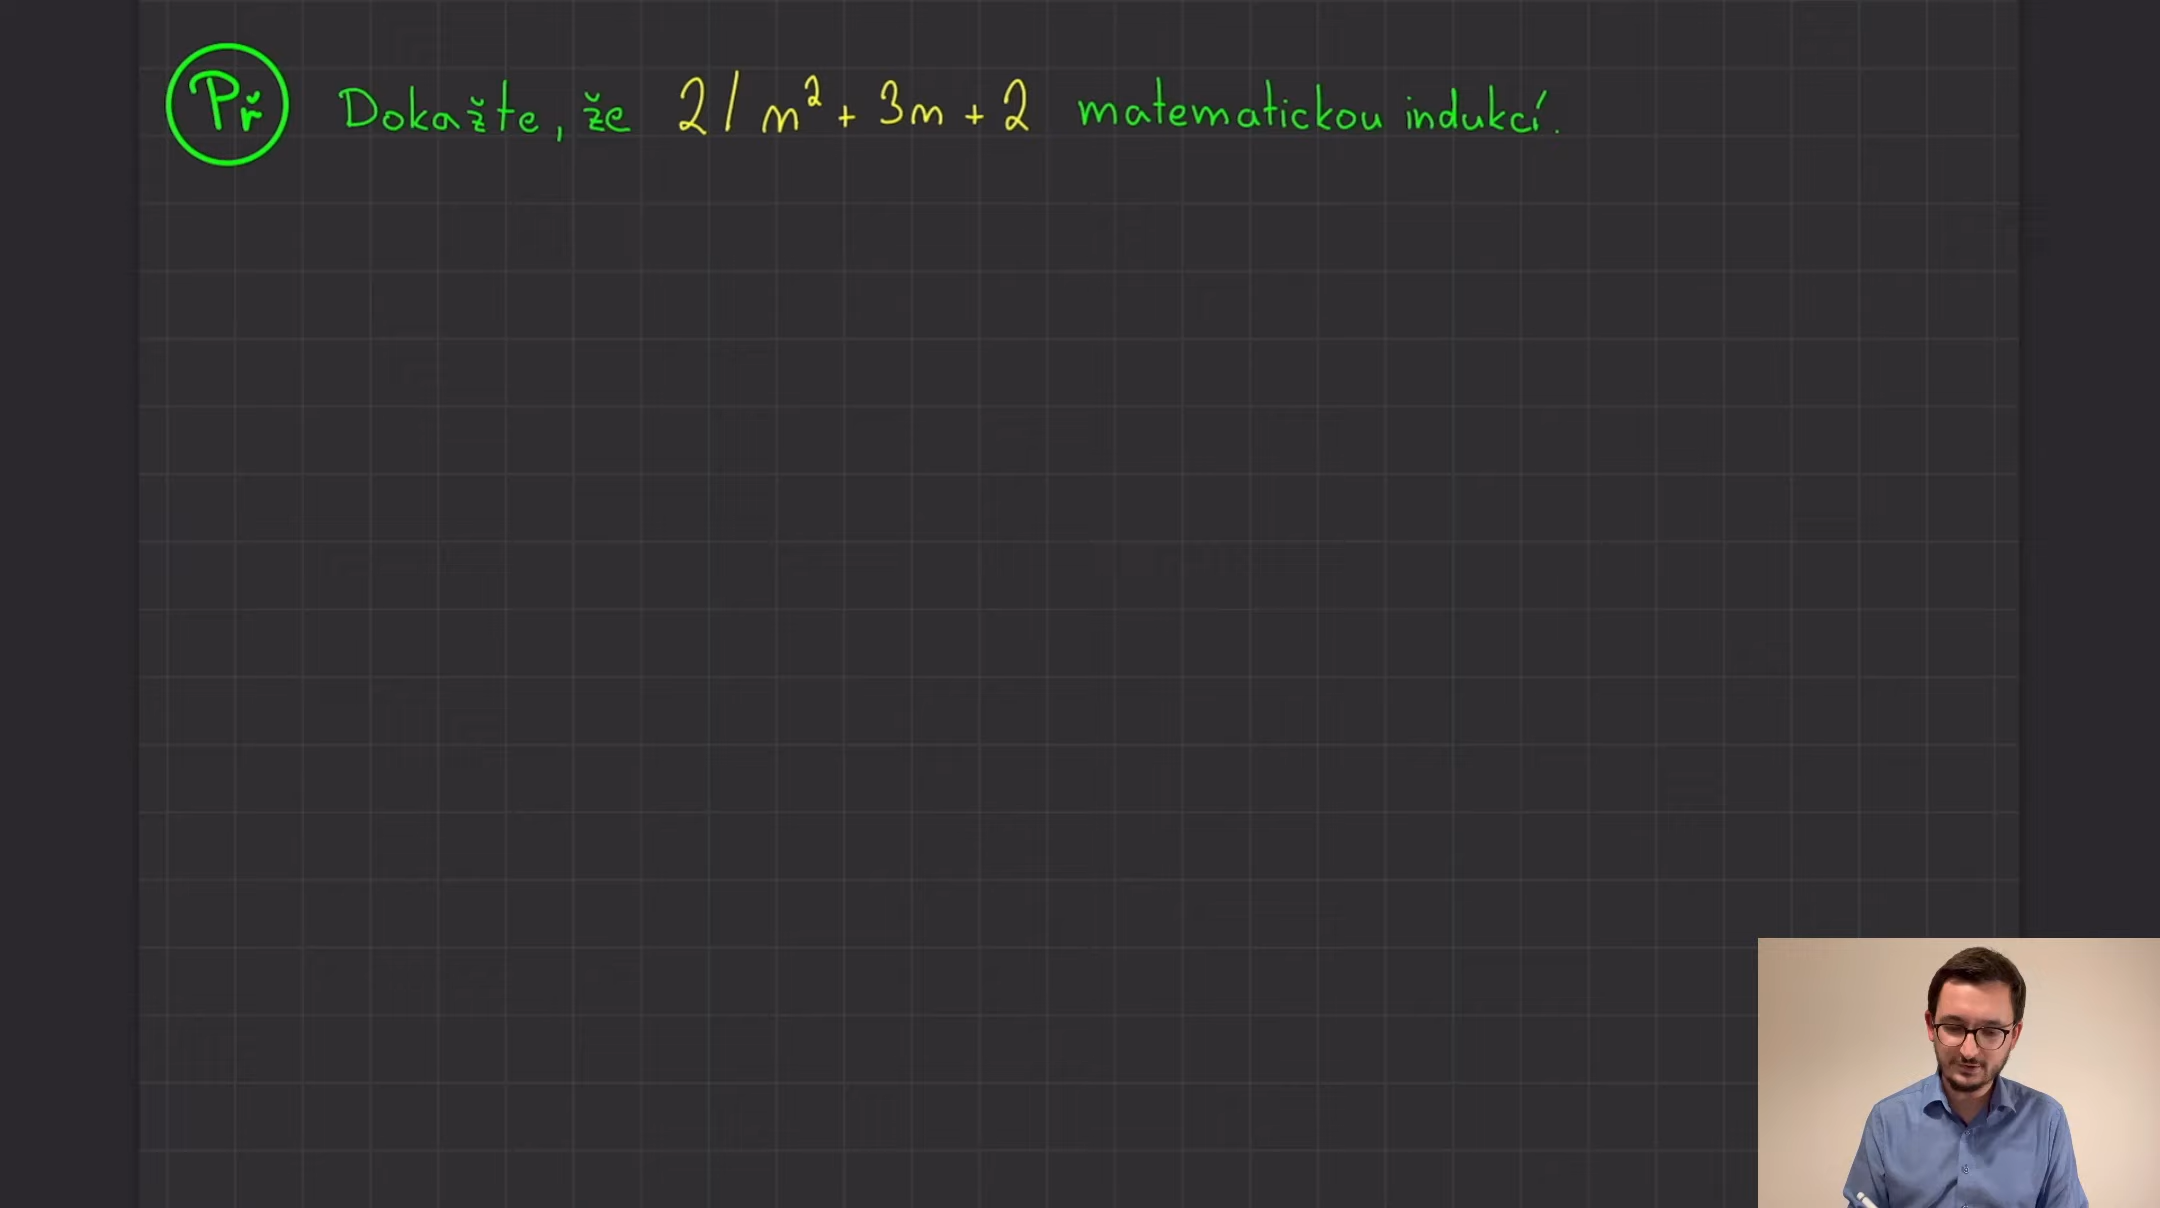 Př Dokažte, že 2 / n² + 3n + 2 matematickou indukcí.